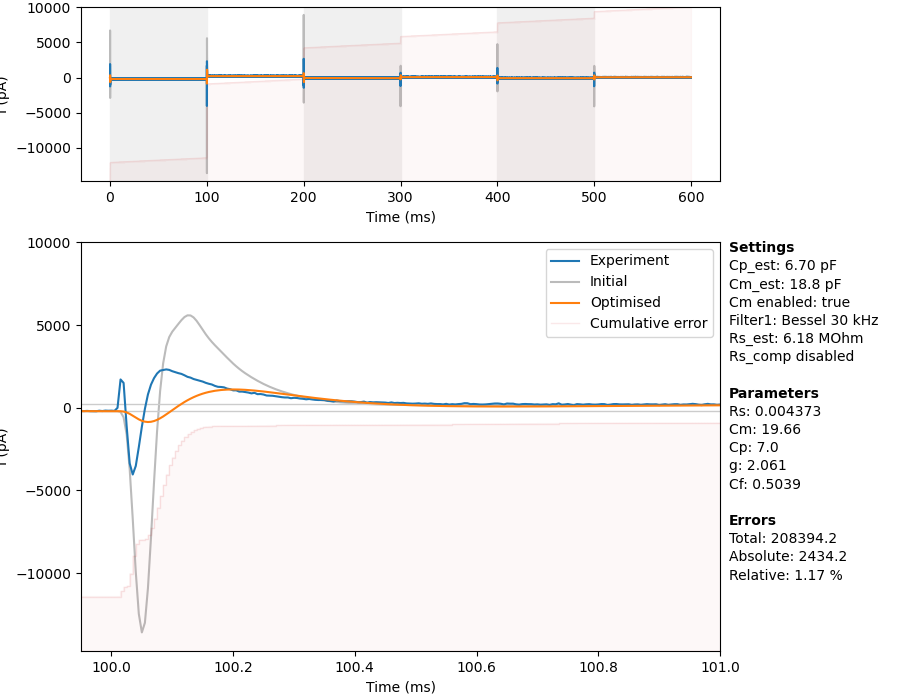 10000
5000
0
−5000
−10000
(pA)
0 100 200 300 400 500 600
Time (ms)
10000
5000
0
−5000
−10000
(pA)
100.0 100.2 100.4 100.6 100.8 101.0
Time (ms)
Experiment
Initial
Optimised
Cumulative error
Settings
Cp_est: 6.70 pF
Cm_est: 18.8 pF
Cm enabled: true
Filter1: Bessel 30 kHz
Rs_est: 6.18 MOhm
Rs_comp disabled
Parameters
Rs: 0.004373
Cm: 19.66
Cp: 7.0
g: 2.061
Cf: 0.5039
Errors
Total: 208394.2
Absolute: 2434.2
Relative: 1.17 %